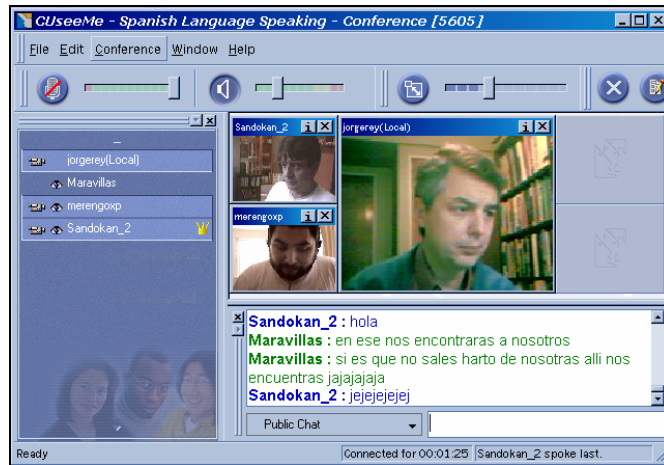 CUseeMe - Spanish Language Speaking - Conference [5605]
File Edit Conference Window Help
jorgerey(Local)
Maravillas
merengoxp
Sandokan_2
Sandokan_2
jorgerey(Local)
merengoxp
Sandokan_2 : hola
Maravillas : en ese nos encontraras a nosotros
Maravillas : si es que no sales harto de nosotras alli nos
encuentras jajajajaja
Sandokan_2 : jejejejejej
Public Chat
Ready Connected for 00:01:25 Sandokan_2 spoke last.